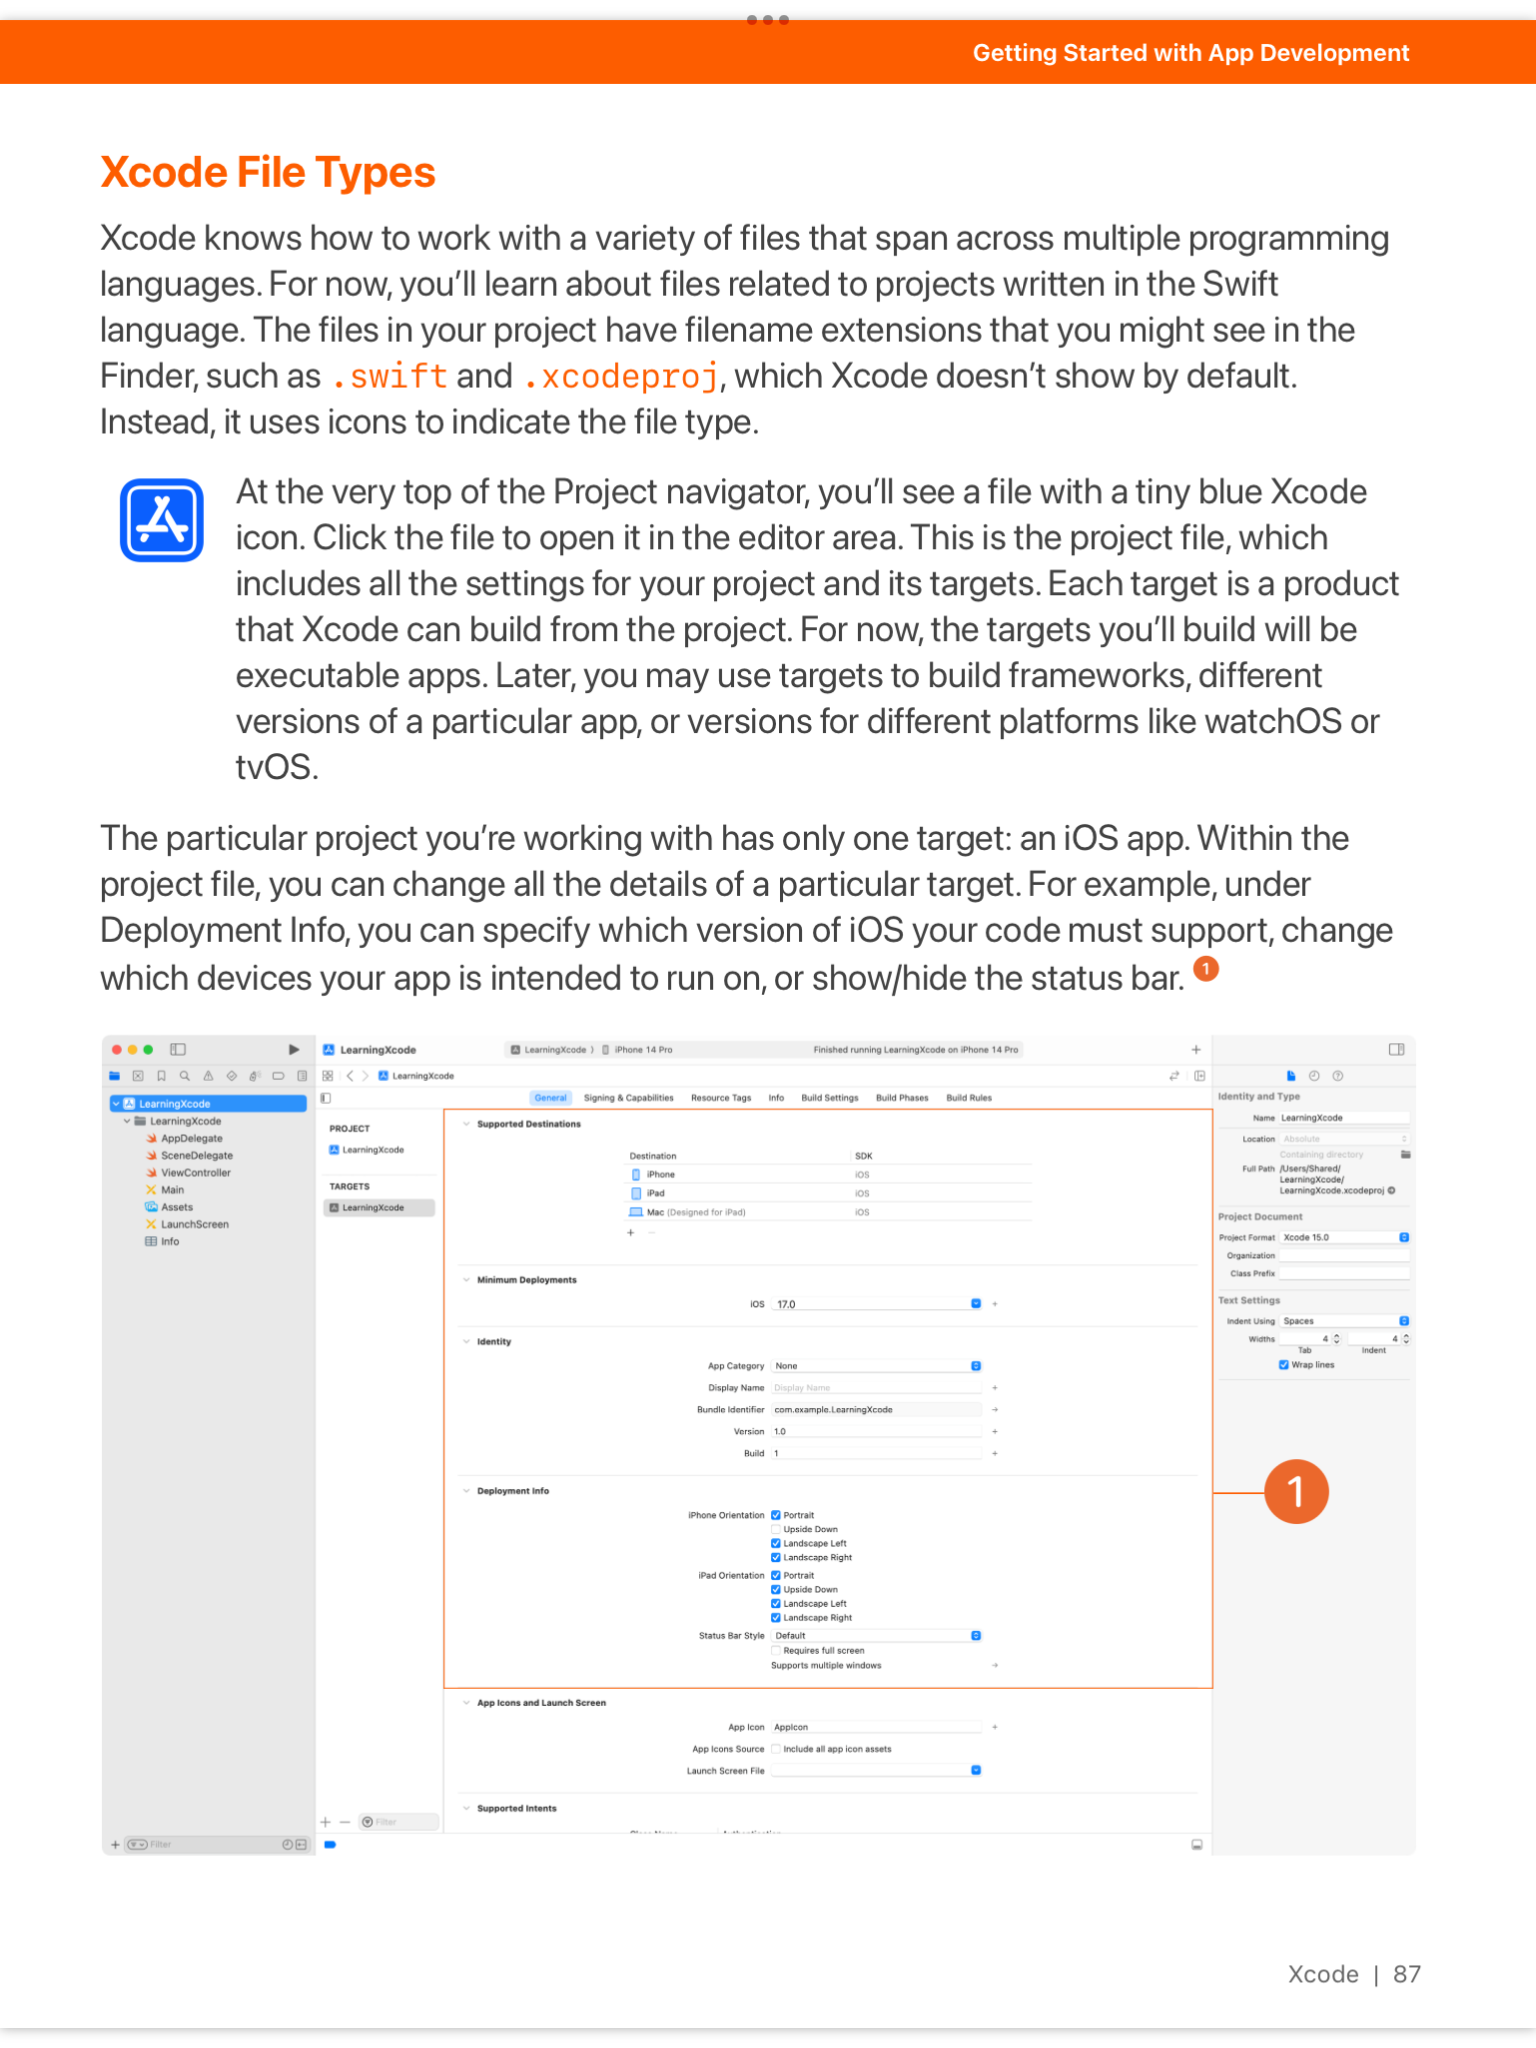 Getting Started with App Development
Xcode File Types
Xcode knows how to work with a variety of files that span across multiple programming
languages. For now, you’ll learn about files related to projects written in the Swift
language. The files in your project have filename extensions that you might see in the
Finder, such as .swift and .xcodeproj, which Xcode doesn’t show by default.
Instead, it uses icons to indicate the file type.
At the very top of the Project navigator, you’ll see a file with a tiny blue Xcode
icon. Click the file to open it in the editor area. This is the project file, which
includes all the settings for your project and its targets. Each target is a product
that Xcode can build from the project. For now, the targets you’ll build will be
executable apps. Later, you may use targets to build frameworks, different
versions of a particular app, or versions for different platforms like watchOS or
tvOS.
The particular project you’re working with has only one target: an iOS app. Within the
project file, you can change all the details of a particular target. For example, under
Deployment Info, you can specify which version of iOS your code must support, change
which devices your app is intended to run on, or show/hide the status bar. 1
LearningXcode
LearningXcode
AppDelegate
SceneDelegate
ViewController
Main
Assets
LaunchScreen
Info
Filter
LearningXcode
LearningXcode 〉 iPhone 14 Pro
Finished running LearningXcode on iPhone 14 Pro
LearningXcode
General Signing & Capabilities Resource Tags Info Build Settings Build Phases Build Rules
PROJECT
LearningXcode
TARGETS
LearningXcode
Filter
Supported Destinations
Destination SDK
iPhone iOS
iPad iOS
Mac (Designed for iPad) iOS
Minimum Deployments
iOS 17.0
Identity
App Category None
Display Name Display Name
Bundle Identifier com.example.LearningXcode
Version 1.0
Build 1
Deployment Info
iPhone Orientation Portrait
Upside Down
Landscape Left
Landscape Right
iPad Orientation Portrait
Upside Down
Landscape Left
Landscape Right
Status Bar Style Default
Requires full screen
Supports multiple windows
App Icons and Launch Screen
App Icon AppIcon
App Icons Source Include all app icon assets
Launch Screen File
Supported Intents
Identity and Type
Name LearningXcode
Location Absolute
Containing directory
Full Path /Users/Shared/
LearningXcode/
LearningXcode.xcodeproj
Project Document
Project Format Xcode 15.0
Organization
Class Prefix
Text Settings
Indent Using Spaces
Widths 4 4
Tab Indent
Wrap lines
1
Xcode | 87